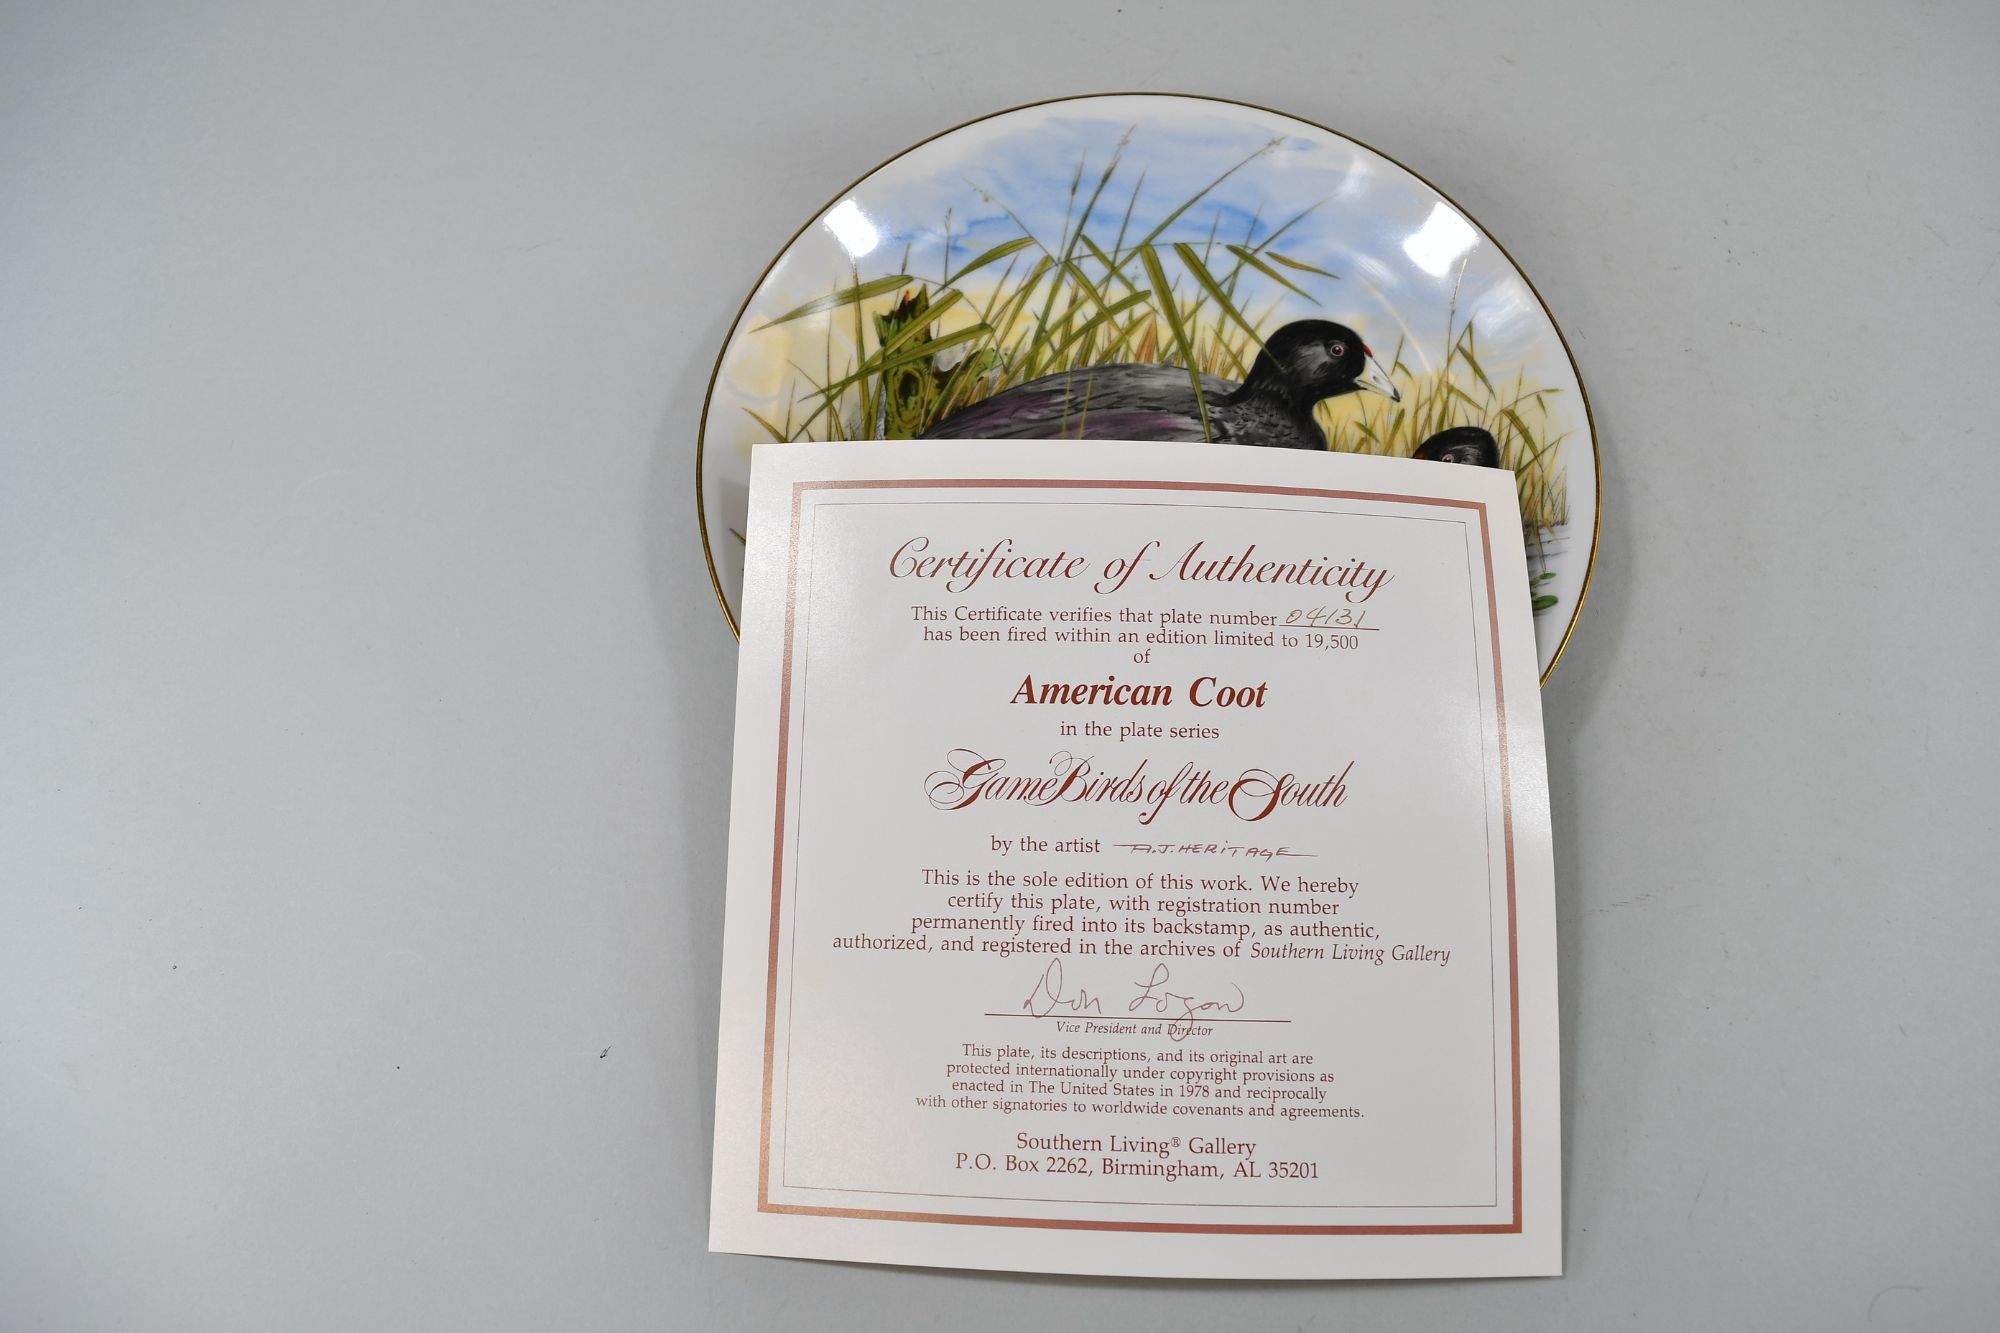 Certificate of Authenticity
This Certificate verifies that plate number 04131
has been fired within an edition limited to 19,500
of
American Coot
in the plate series
Game Birds of the South
by the artist A.J. HERITAGE
This is the sole edition of this work. We hereby
certify this plate, with registration number
permanently fired into its backstamp, as authentic,
authorized, and registered in the archives of Southern Living Gallery
Don Logan
Vice President and Director
This plate, its descriptions, and its original art are
protected internationally under copyright provisions as
enacted in The United States in 1978 and reciprocally
with other signatories to worldwide covenants and agreements.
Southern Living® Gallery
P.O. Box 2262, Birmingham, AL 35201